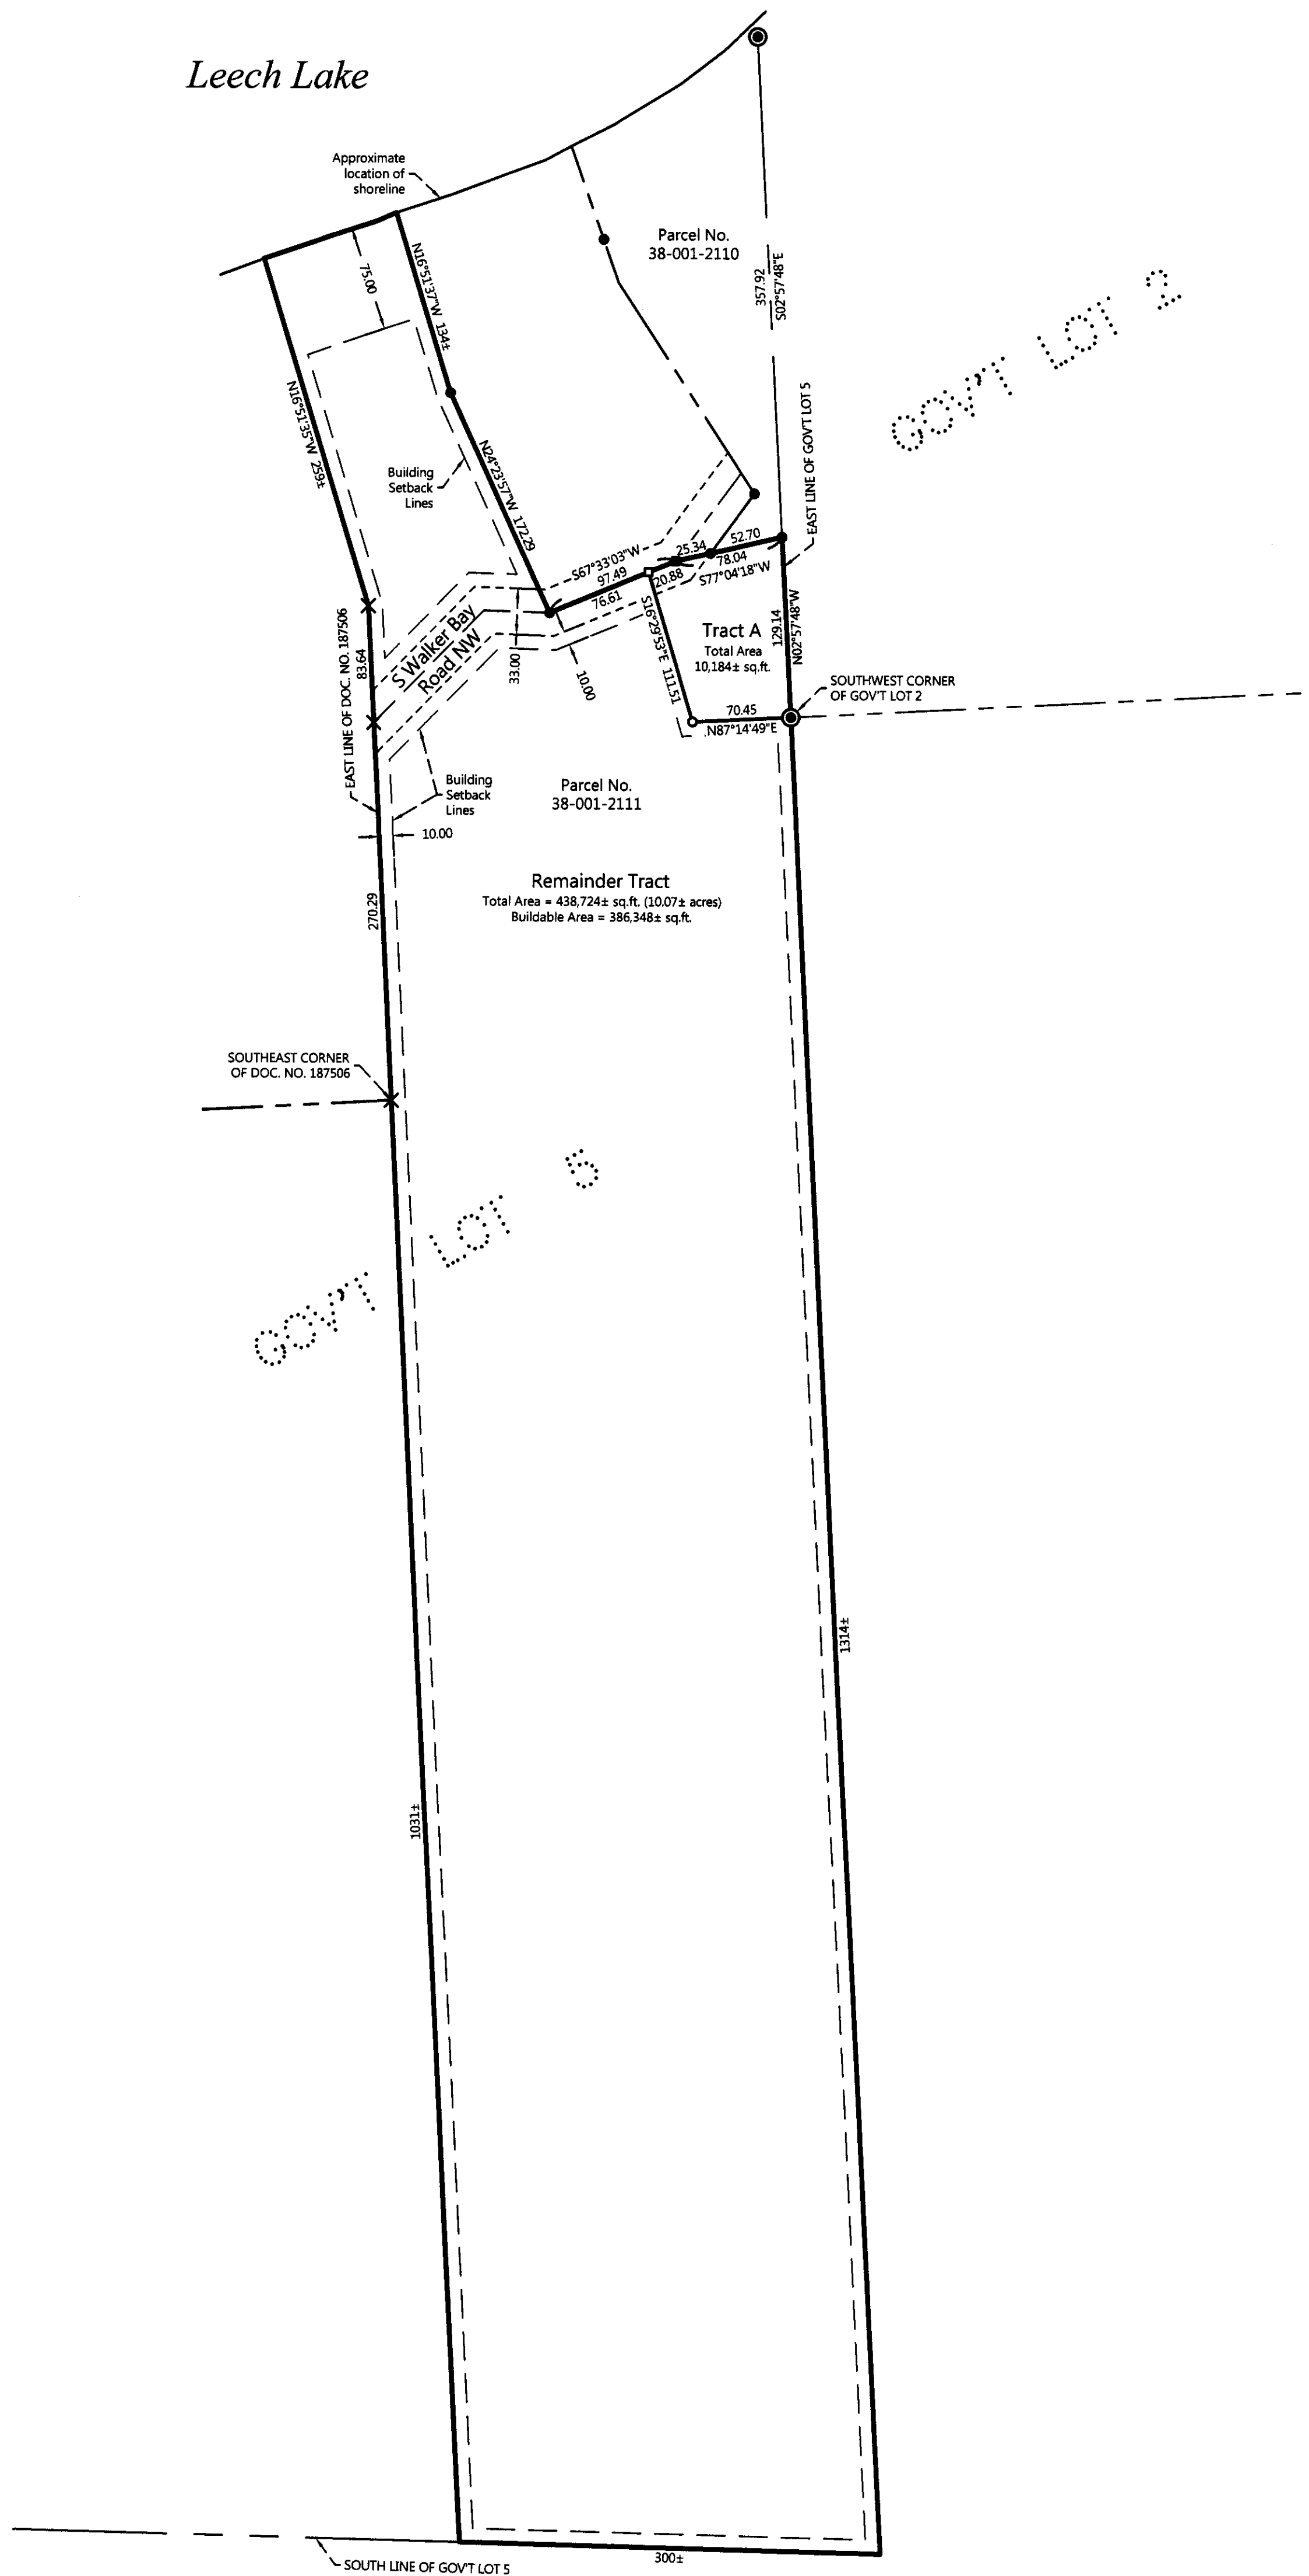 Leech Lake
Approximate
location of
shoreline
Parcel No.
38-001-2110
75.00
N16°51'37"W 134±
357.92
S02°57'48"E
GOV'T LOT 2
N16°51'35"W 259±
Building
Setback
Lines
N24°23'57"W 172.29
EAST LINE OF GOV'T LOT 5
S67°33'03"W
97.49
76.61
25.34
20.88
52.70
78.04
S77°04'18"W
S Walker Bay
Road NW
33.00
10.00
S16°29'53"E 111.51
Tract A
Total Area
10,184± sq.ft.
129.14
N02°57'48"W
EAST LINE OF DOC. NO. 187506
83.64
SOUTHWEST CORNER
OF GOV'T LOT 2
70.45
N87°14'49"E
Building
Setback
Lines
Parcel No.
38-001-2111
10.00
Remainder Tract
Total Area = 438,724± sq.ft. (10.07± acres)
Buildable Area = 386,348± sq.ft.
270.29
SOUTHEAST CORNER
OF DOC. NO. 187506
GOV'T LOT 5
1314±
1031±
300±
SOUTH LINE OF GOV'T LOT 5